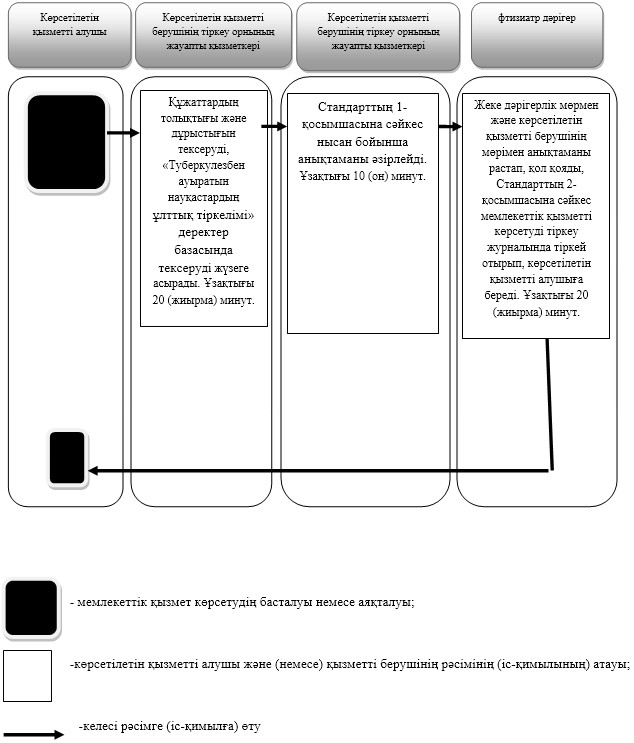 Көрсетілетін
қызметті алушы
Көрсетілетін қызметті
берушінің тіркеу орнының
жауапты қызметкері
Көрсетілетін қызметті
берушінің тіркеу орнының
жауапты қызметкері
фтизиатр дәрігер
Құжаттардың
толықтығы және
дұрыстығын
тексеруді,
«Туберкулезбен
ауыратын
науқастардың
ұлттық тіркелімі»
деректер
базасында
тексеруді жүзеге
асырады. Ұзақтығы
20 (жиырма) минут.
Стандарттың 1-
қосымшасына сәйкес
нысан бойынша
анықтаманы әзірлейді.
Ұзақтығы 10 (он) минут.
Жеке дәрігерлік мөрмен
және көрсетілетін
қызметті берушінің
мөрімен анықтаманы
растап, қол қояды,
Стандарттың 2-
қосымшасына сәйкес
мемлекеттік қызметті
көрсетуді тіркеу
журналында тіркей
отырып, көрсетілетін
қызметті алушыға
береді. Ұзақтығы 20
(жиырма) минут.
- мемлекеттік қызмет көрсетудің басталуы немесе аяқталуы;
-көрсетілетін қызметті алушы және (немесе) қызметті берушінің рәсімінің (іс-қимылының) атауы;
-келесі рәсімге (іс-қимылға) өту